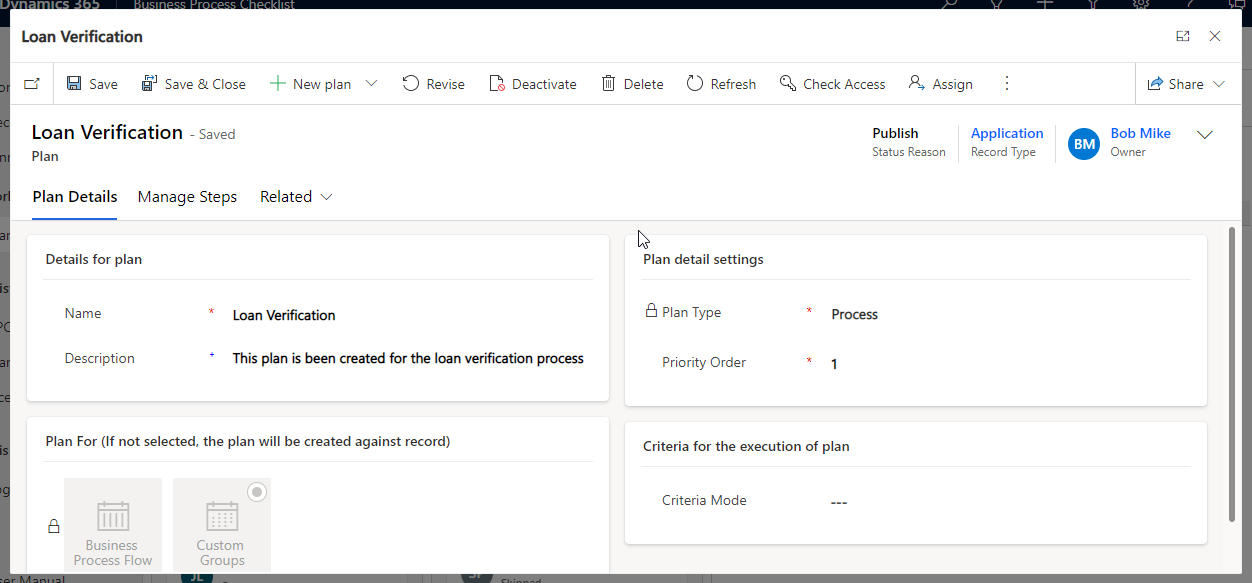 Dynamics 365 Business Process Checklist
Loan Verification
Save Save & Close New plan Revise Deactivate Delete Refresh Check Access Assign Share
Loan Verification - Saved
Plan
Publish
Status Reason
Application
Record Type
BM
Bob Mike
Owner
Plan Details Manage Steps Related
Details for plan
Name * Loan Verification
Description + This plan is been created for the loan verification process
Plan detail settings
Plan Type * Process
Priority Order * 1
Plan For (If not selected, the plan will be created against record)
Business
Process Flow
Custom
Groups
Criteria for the execution of plan
Criteria Mode ---
User Manual
JL
Skipped